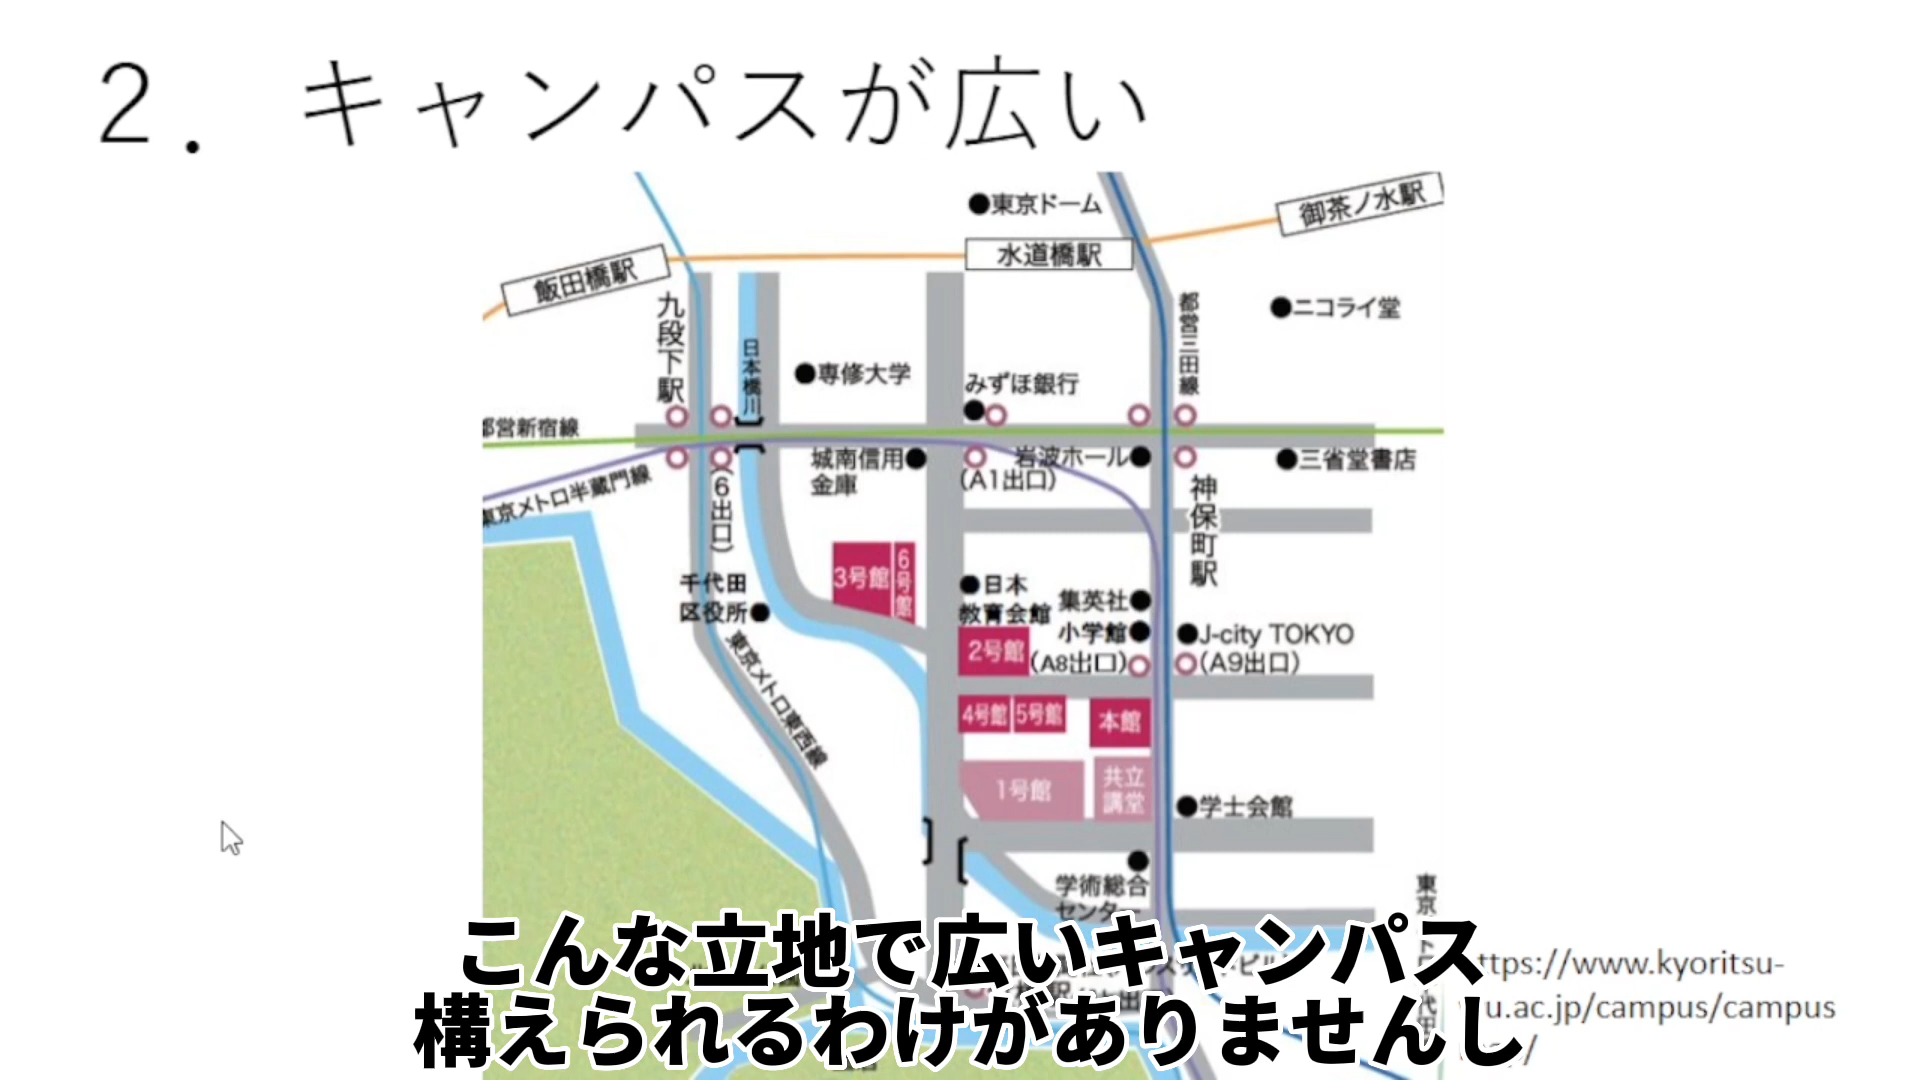 2. キャンパスが広い
●東京ドーム
御茶ノ水駅
水道橋駅
飯田橋駅
九段下駅
都営三田線
●ニコライ堂
日本橋川
●専修大学
みずほ銀行
都営新宿線
城南信用●
金庫
岩波ホール●
(A1出口)
●三省堂書店
東京メトロ半蔵門線
(6出口)
神保町駅
3号館
6号館
千代田
区役所●
●日本
教育会館
集英社●
小学館●
2号館
(A8出口)
●J-city TOKYO
(A9出口)
東京メトロ東西線
4号館
5号館
本館
1号館
共立
講堂
●学士会館
学術総合
センター
こんな立地で広いキャンパス
構えられるわけがありませんし
ttps://www.kyoritsu-
wu.ac.jp/campus/campus